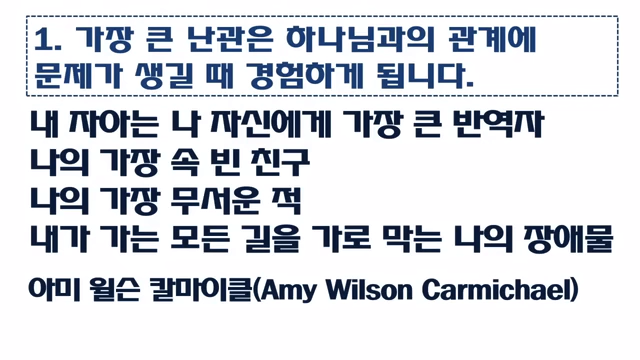 1. 가장 큰 난관은 하나님과의 관계에
문제가 생길 때 경험하게 됩니다.
내 자아는 나 자신에게 가장 큰 반역자
나의 가장 속 빈 친구
나의 가장 무서운 적
내가 가는 모든 길을 가로 막는 나의 장애물
아미 윌슨 칼마이클(Amy Wilson Carmichael)